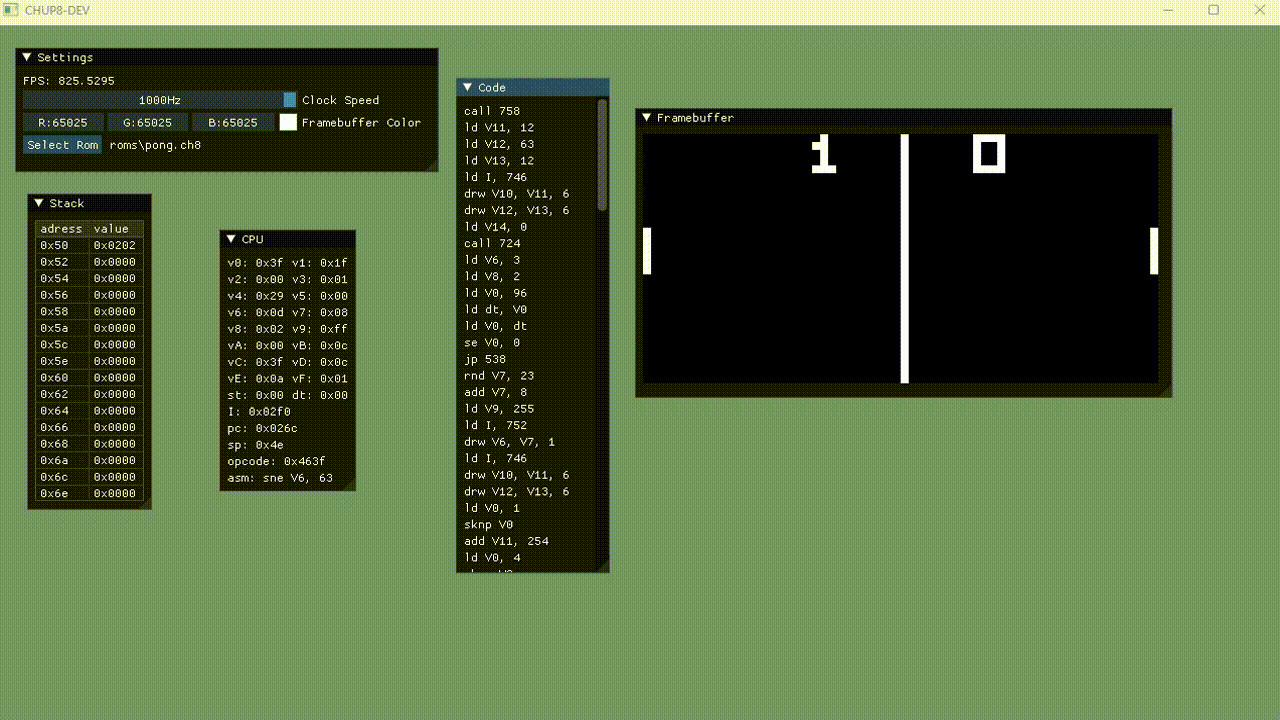 CHUP8-DEV
Settings
FPS: 825.5295
1000Hz Clock Speed
R:65025 G:65025 B:65025 Framebuffer Color
Select Rom roms\pong.ch8
Stack
adress value
0x50 0x0202
0x52 0x0000
0x54 0x0000
0x56 0x0000
0x58 0x0000
0x5a 0x0000
0x5c 0x0000
0x5e 0x0000
0x60 0x0000
0x62 0x0000
0x64 0x0000
0x66 0x0000
0x68 0x0000
0x6a 0x0000
0x6c 0x0000
0x6e 0x0000
CPU
v0: 0x3f v1: 0x1f
v2: 0x00 v3: 0x01
v4: 0x29 v5: 0x00
v6: 0x0d v7: 0x08
v8: 0x02 v9: 0xff
vA: 0x00 vB: 0x0c
vC: 0x3f vD: 0x0c
vE: 0x0a vF: 0x01
st: 0x00 dt: 0x00
I: 0x02f0
pc: 0x026c
sp: 0x4e
opcode: 0x463f
asm: sne V6, 63
Code
call 758
ld V11, 12
ld V12, 63
ld V13, 12
ld I, 746
drw V10, V11, 6
drw V12, V13, 6
ld V14, 0
call 724
ld V6, 3
ld V8, 2
ld V0, 96
ld dt, V0
ld V0, dt
se V0, 0
jp 538
rnd V7, 23
add V7, 8
ld V9, 255
ld I, 752
drw V6, V7, 1
ld I, 746
drw V10, V11, 6
drw V12, V13, 6
ld V0, 1
sknp V0
add V11, 254
ld V0, 4
Framebuffer
1 0